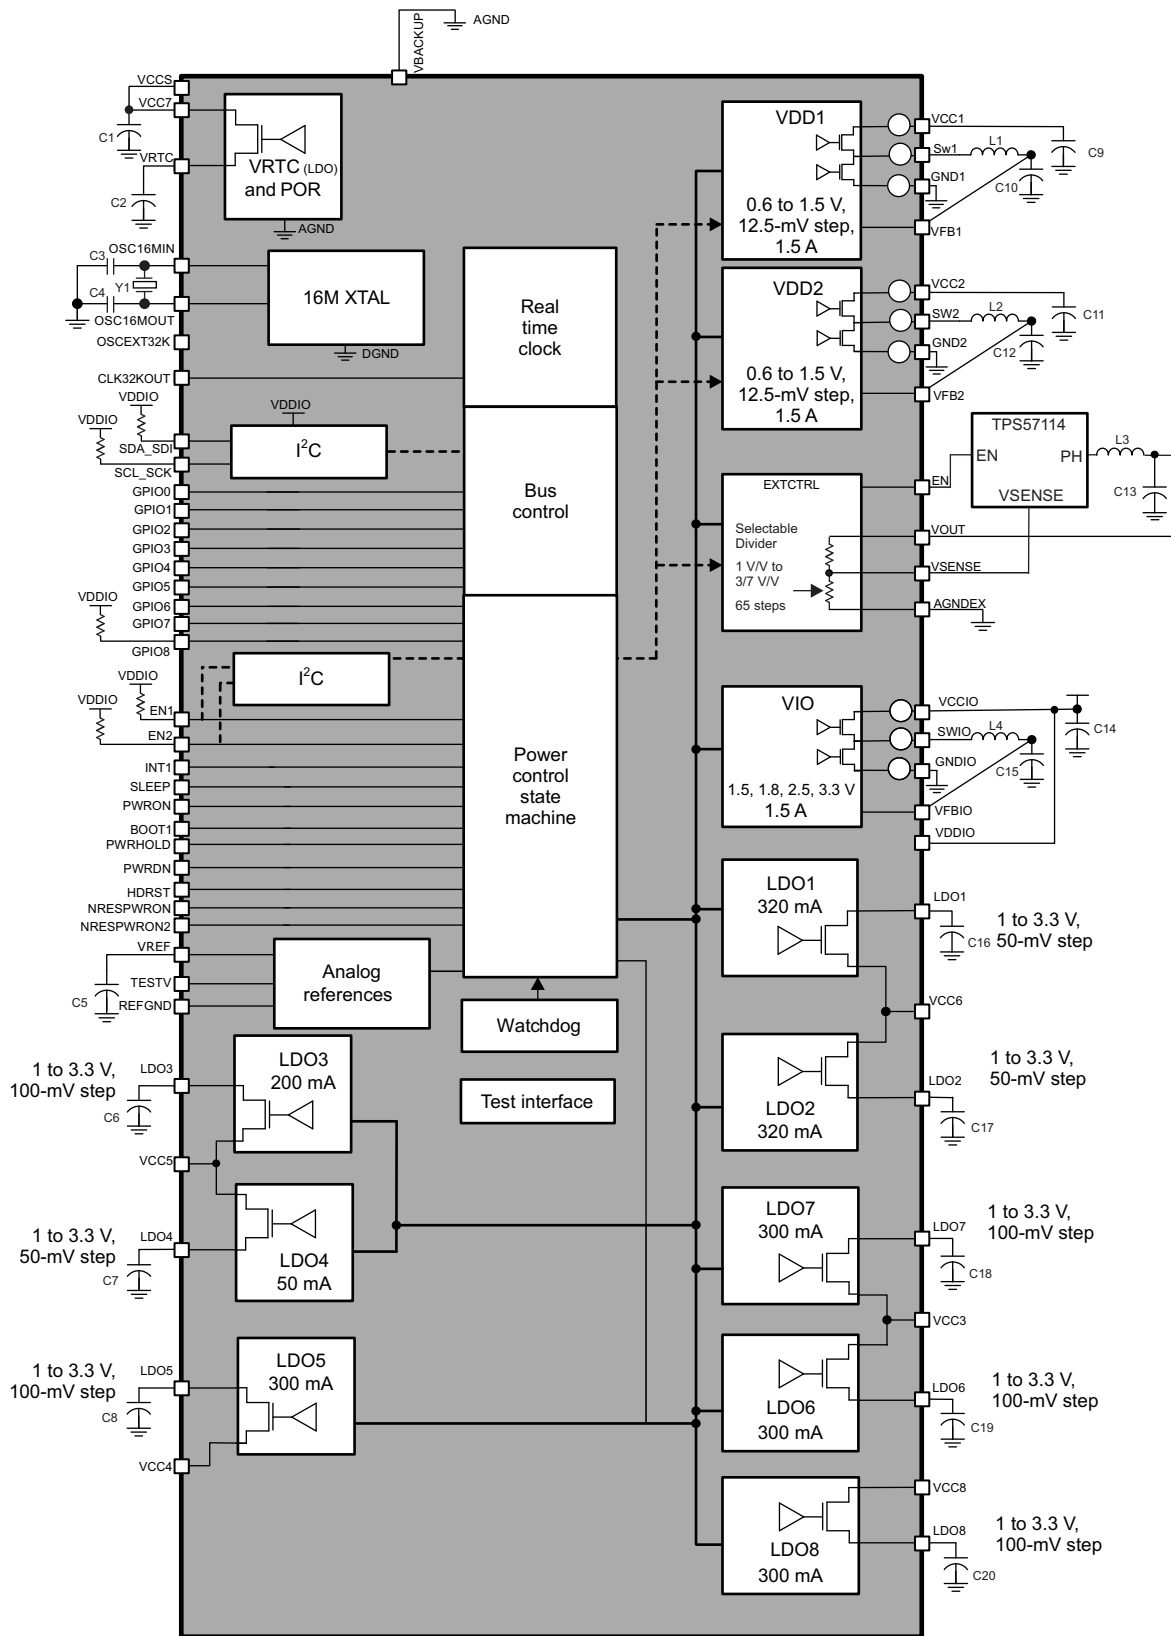 VBACKUP
AGND
VCCS
VCC7
C1
VRTC
C2
VRTC (LDO)
and POR
AGND
OSC16MIN
C3
Y1
C4
OSC16MOUT
16M XTAL
DGND
OSCEXT32K
CLK32KOUT
VDDIO
VDDIO
SDA_SDI
SCL_SCK
VDDIO
I²C
GPIO0
GPIO1
GPIO2
GPIO3
GPIO4
GPIO5
GPIO6
GPIO7
VDDIO
GPIO8
I²C
VDDIO
VDDIO
EN1
EN2
INT1
SLEEP
PWRON
BOOT1
PWRHOLD
PWRDN
HDRST
NRESPWRON
NRESPWRON2
VREF
TESTV
C5
REFGND
Analog
references
Real
time
clock
Bus
control
Power
control
state
machine
Watchdog
Test interface
1 to 3.3 V,
100-mV step
LDO3
C6
LDO3
200 mA
VCC5
1 to 3.3 V,
50-mV step
LDO4
C7
LDO4
50 mA
1 to 3.3 V,
100-mV step
LDO5
C8
LDO5
300 mA
VCC4
VDD1
0.6 to 1.5 V,
12.5-mV step,
1.5 A
VCC1
Sw1
L1
GND1
C10
C9
VFB1
VDD2
0.6 to 1.5 V,
12.5-mV step,
1.5 A
VCC2
SW2
L2
GND2
C12
C11
VFB2
EXTCTRL
Selectable
Divider
1 V/V to
3/7 V/V
65 steps
EN
VOUT
VSENSE
AGNDEX
TPS57114
EN
PH
VSENSE
L3
C13
VIO
1.5, 1.8, 2.5, 3.3 V
1.5 A
VCCIO
SWIO
L4
GNDIO
C15
C14
VFBIO
VDDIO
LDO1
320 mA
LDO1
C16
1 to 3.3 V,
50-mV step
VCC6
LDO2
320 mA
LDO2
C17
1 to 3.3 V,
50-mV step
LDO7
300 mA
LDO7
C18
1 to 3.3 V,
100-mV step
VCC3
LDO6
300 mA
LDO6
C19
1 to 3.3 V,
100-mV step
VCC8
LDO8
300 mA
LDO8
C20
1 to 3.3 V,
100-mV step